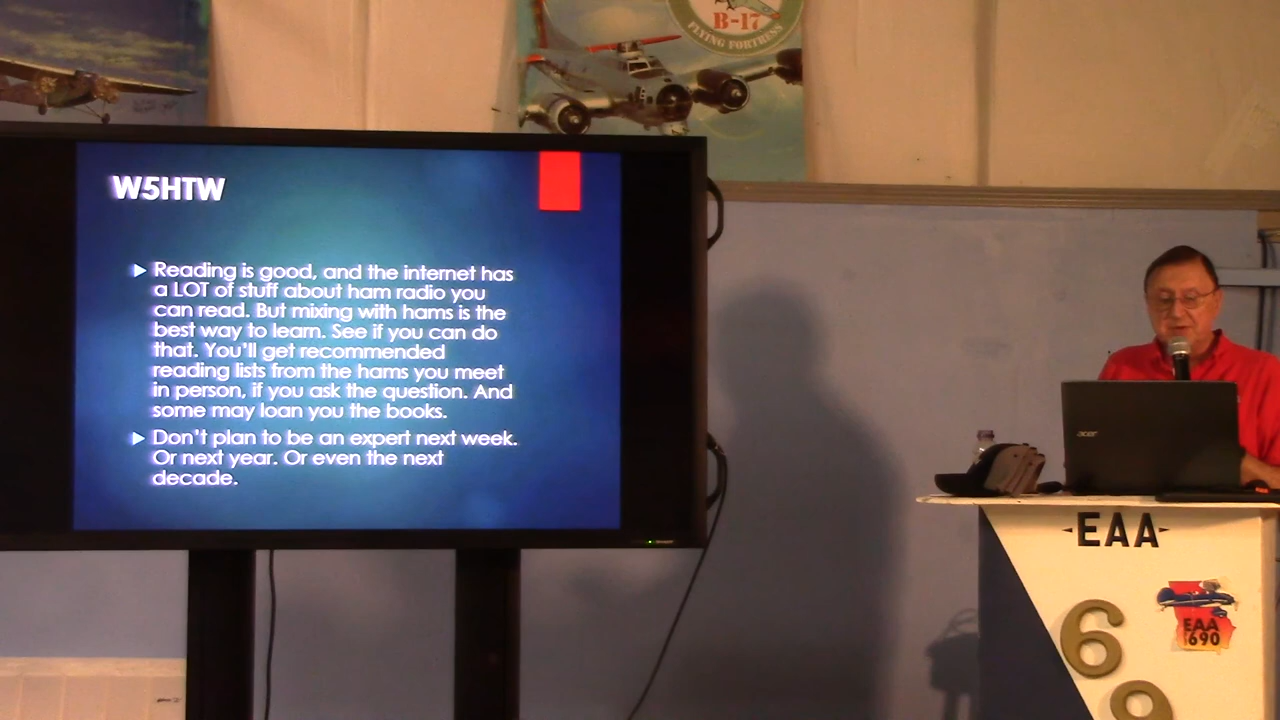 B-17
FLYING FORTRESS
W5HTW
Reading is good, and the internet has
a LOT of stuff about ham radio you
can read. But mixing with hams is the
best way to learn. See if you can do
that. You'll get recommended
reading lists from the hams you meet
in person, if you ask the question. And
some may loan you the books.
Don't plan to be an expert next week.
Or next year. Or even the next
decade.
acer
EAA
EAA
690
6
9